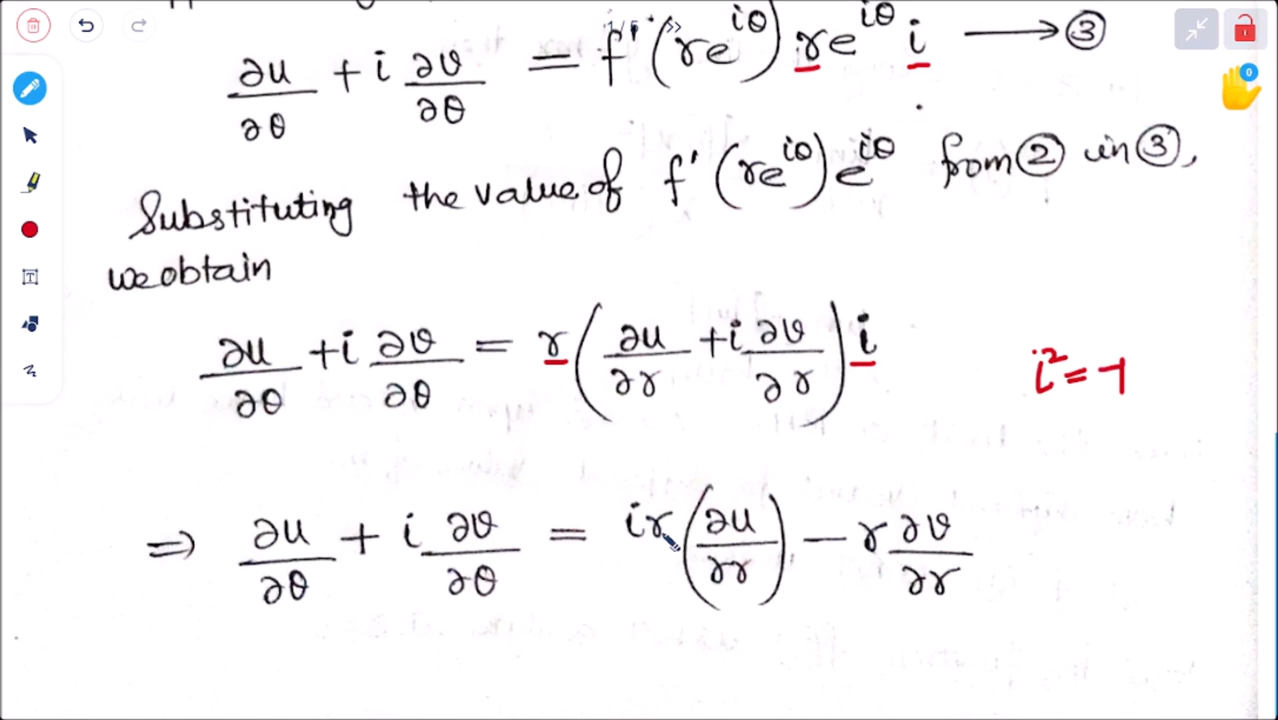 ∂u/∂θ + i ∂v/∂θ = f'(re^{iθ}) re^{iθ} i ⟶ ③
Substituting the value of f'(re^{iθ})e^{iθ} from ② in ③,
we obtain
∂u/∂θ + i ∂v/∂θ = r(∂u/∂r + i ∂v/∂r) i
i² = -1
⇒ ∂u/∂θ + i ∂v/∂θ = ir(∂u/∂r) - r ∂v/∂r